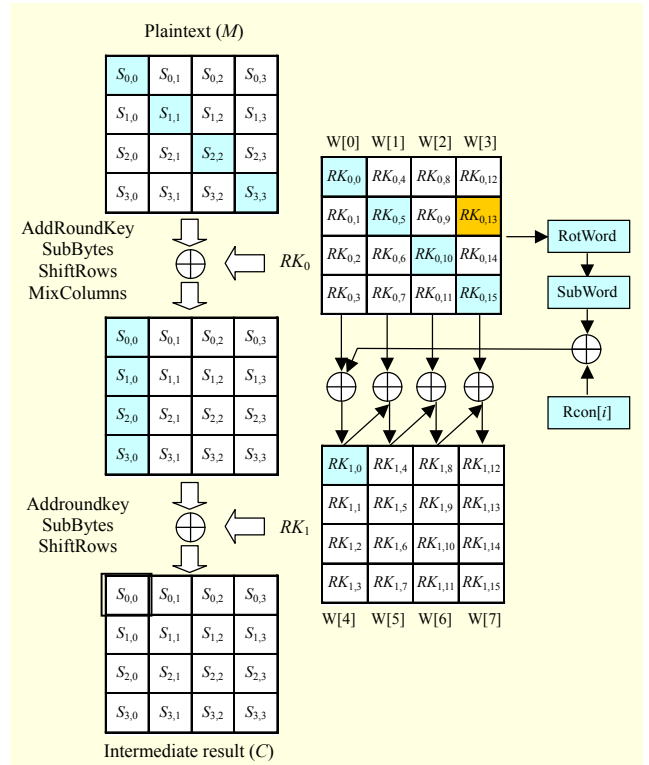 Plaintext (M)
S0,0 S0,1 S0,2 S0,3
S1,0 S1,1 S1,2 S1,3
S2,0 S2,1 S2,2 S2,3
S3,0 S3,1 S3,2 S3,3
AddRoundKey
SubBytes
ShiftRows
MixColumns
RK0
S0,0 S0,1 S0,2 S0,3
S1,0 S1,1 S1,2 S1,3
S2,0 S2,1 S2,2 S2,3
S3,0 S3,1 S3,2 S3,3
Addroundkey
SubBytes
ShiftRows
RK1
S0,0 S0,1 S0,2 S0,3
S1,0 S1,1 S1,2 S1,3
S2,0 S2,1 S2,2 S2,3
S3,0 S3,1 S3,2 S3,3
Intermediate result (C)
W[0] W[1] W[2] W[3]
RK0,0 RK0,4 RK0,8 RK0,12
RK0,1 RK0,5 RK0,9 RK0,13
RK0,2 RK0,6 RK0,10 RK0,14
RK0,3 RK0,7 RK0,11 RK0,15
RotWord
SubWord
Rcon[i]
RK1,0 RK1,4 RK1,8 RK1,12
RK1,1 RK1,5 RK1,9 RK1,13
RK1,2 RK1,6 RK1,10 RK1,14
RK1,3 RK1,7 RK1,11 RK1,15
W[4] W[5] W[6] W[7]